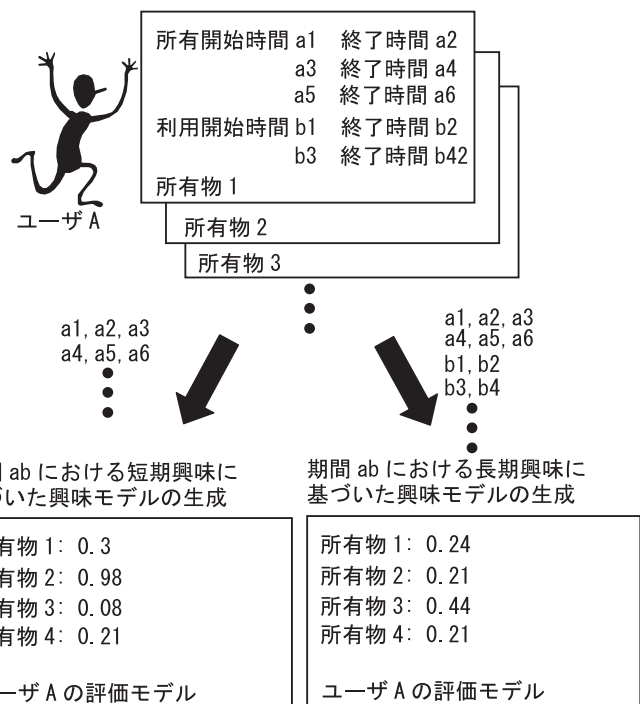 所有開始時間 a1 終了時間 a2
a3 終了時間 a4
a5 終了時間 a6
利用開始時間 b1 終了時間 b2
b3 終了時間 b42
所有物 1
所有物 2
所有物 3
ユーザ A
a1, a2, a3
a4, a5, a6
a1, a2, a3
a4, a5, a6
b1, b2
b3, b4
ab における短期興味に
いた興味モデルの生成
有物 1: 0.3
有物 2: 0.98
有物 3: 0.08
有物 4: 0.21
ーザ A の評価モデル
期間 ab における長期興味に
基づいた興味モデルの生成
所有物 1: 0.24
所有物 2: 0.21
所有物 3: 0.44
所有物 4: 0.21
ユーザ A の評価モデル